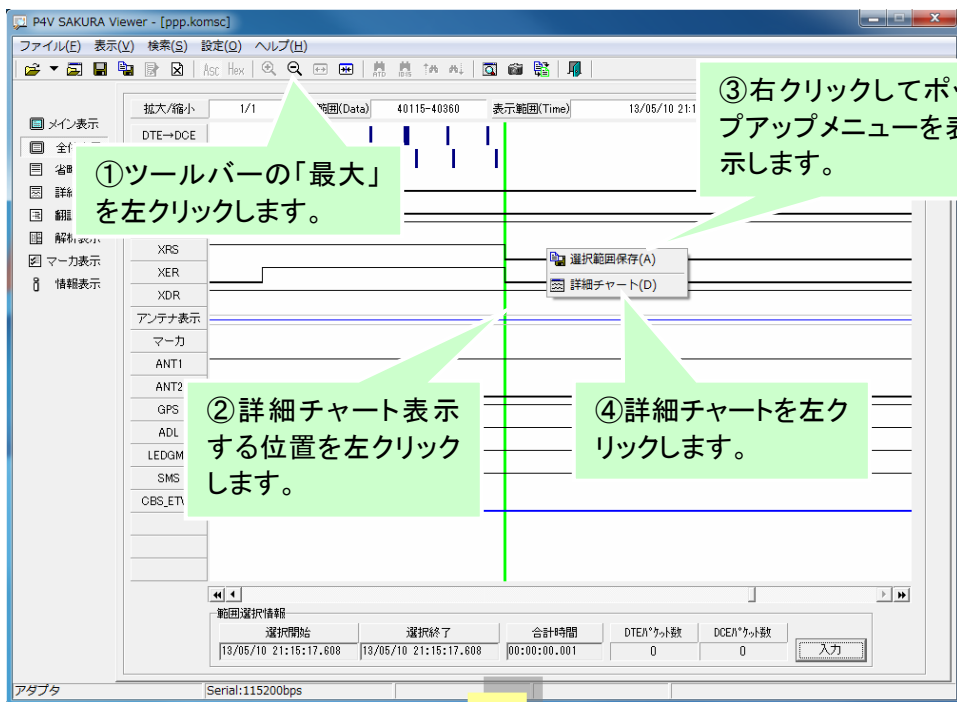 P4V SAKURA Viewer - [ppp.komsc]
ファイル(F) 表示(V) 検索(S) 設定(O) ヘルプ(H)
Asc Hex
拡大/縮小 1/1 範囲(Data) 40115-40360 表示範囲(Time) 13/05/10 21:1
③右クリックしてポッ
プアップメニューを表
示します。
メイン表示
マーカ表示
情報表示
DTE→DCE
①ツールバーの「最大」
を左クリックします。
XRS
XER
XDR
アンテナ表示
マーカ
ANT1
ANT2
GPS
ADL
LEDGM
SMS
選択範囲保存(A)
詳細チャート(D)
②詳細チャート表示
する位置を左クリック
します。
④詳細チャートを左ク
リックします。
範囲選択情報
選択開始 選択終了 合計時間 DTEパケット数 DCEパケット数
13/05/10 21:15:17.608 13/05/10 21:15:17.608 00:00:00.001 0 0 入力
アダプタ Serial:115200bps